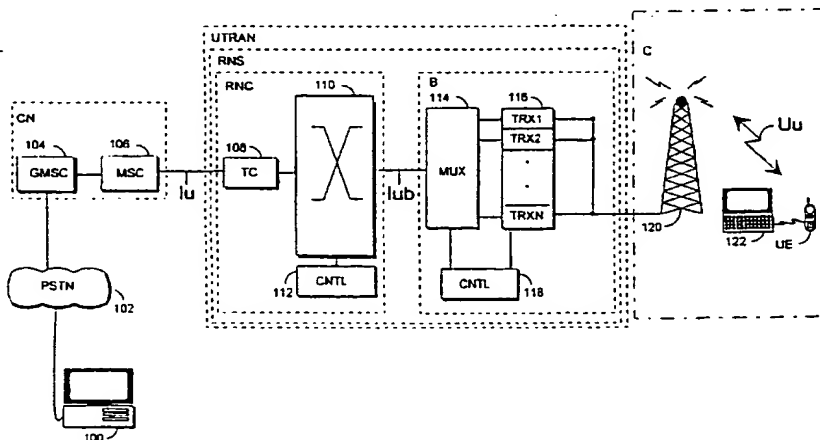 UTRAN
RNS
RNC
110
B
C
CN
114
116
TRX1
TRX2
TRXN
104
106
108
GMSC
MSC
TC
MUX
Iu
Iub
Uu
120
122
UE
112
CNTL
CNTL
118
PSTN
102
100